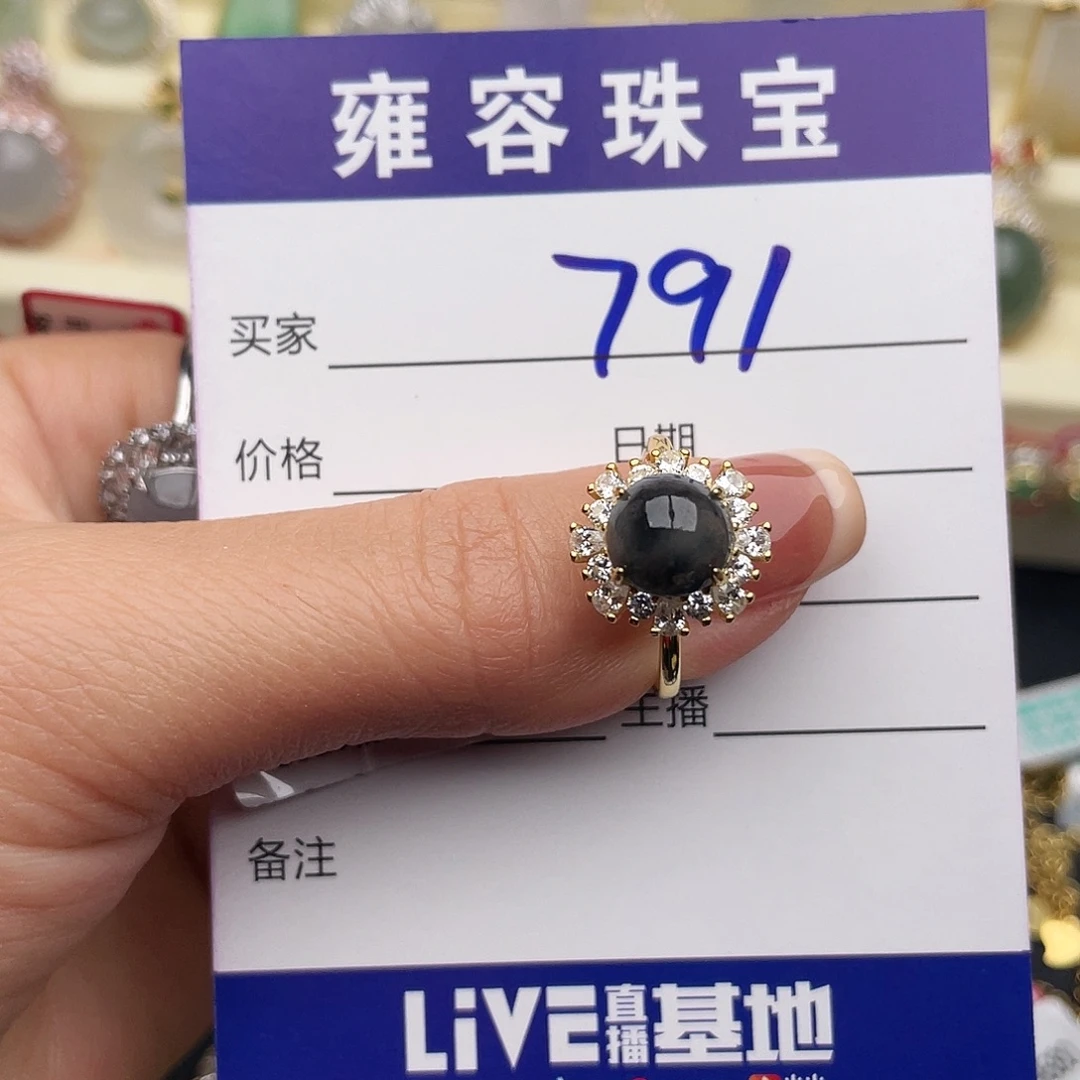 雍容珠宝
买家 791
价格 日期
主播
备注
LiVE直播基地